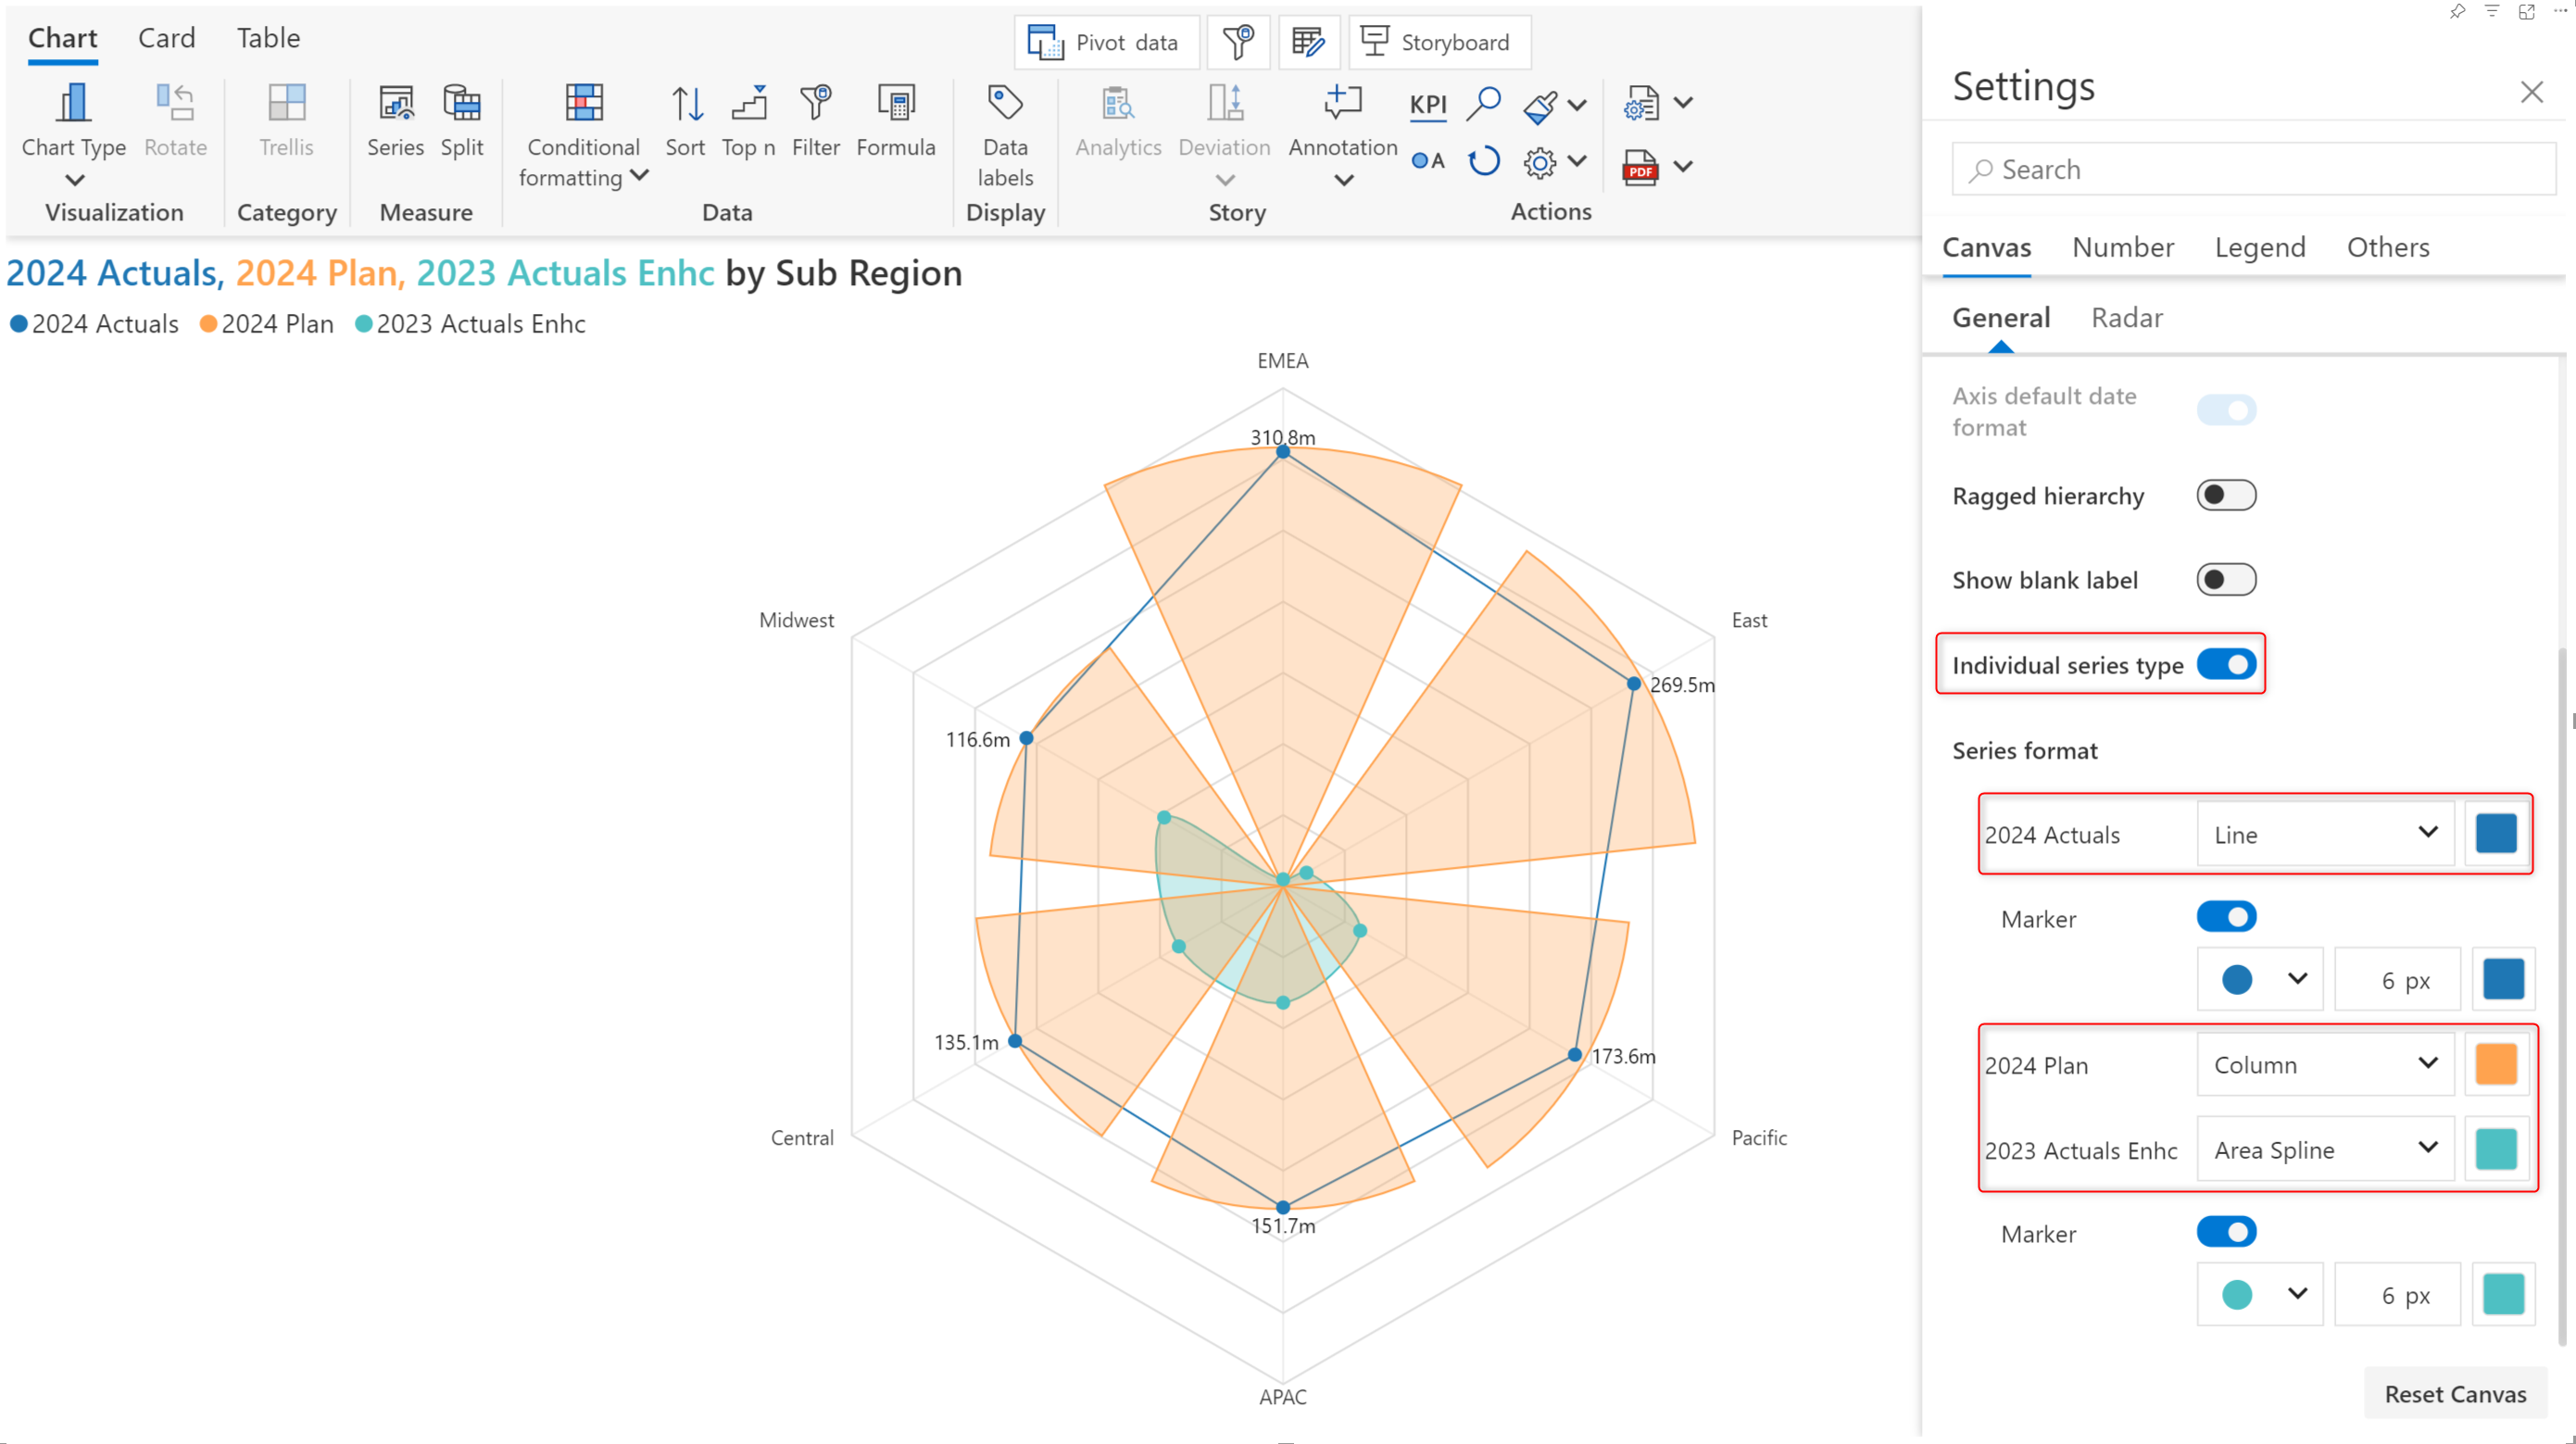 Chart Card Table
Pivot data
Storyboard
Chart Type
Rotate
Trellis
Series
Split
Conditional
formatting
Sort
Top n
Filter
Formula
Data
labels
Analytics
Deviation
Annotation
KPI
A
PDF
Visualization
Category
Measure
Data
Display
Story
Actions
2024 Actuals, 2024 Plan, 2023 Actuals Enhc by Sub Region
2024 Actuals 2024 Plan 2023 Actuals Enhc
EMEA
310.8m
Midwest
East
269.5m
116.6m
135.1m
173.6m
Central
Pacific
151.7m
APAC
Settings
Search
Canvas Number Legend Others
General Radar
Axis default date
format
Ragged hierarchy
Show blank label
Individual series type
Series format
2024 Actuals Line
Marker
6 px
2024 Plan Column
2023 Actuals Enhc Area Spline
Marker
6 px
Reset Canvas